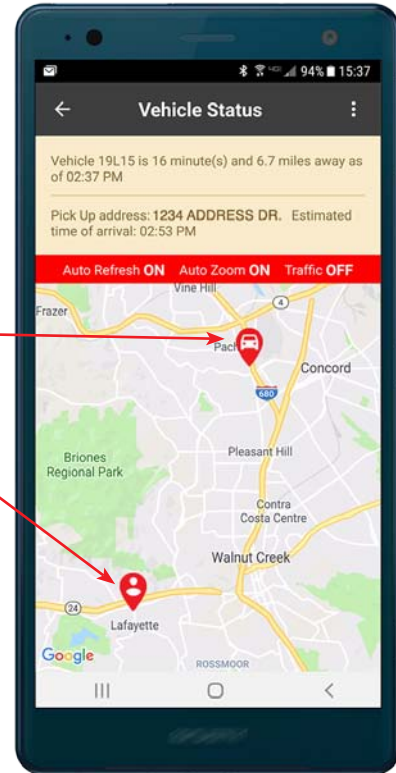 94% 15:37
Vehicle Status
Vehicle 19L15 is 16 minute(s) and 6.7 miles away as
of 02:37 PM
Pick Up address: 1234 ADDRESS DR. Estimated
time of arrival: 02:53 PM
Auto Refresh ON Auto Zoom ON Traffic OFF
Vine Hill
Frazer
4
Pach
Concord
680
Briones
Regional Park
Pleasant Hill
Contra
Costa Centre
Walnut Creek
24
Lafayette
Google
ROSSMOOR